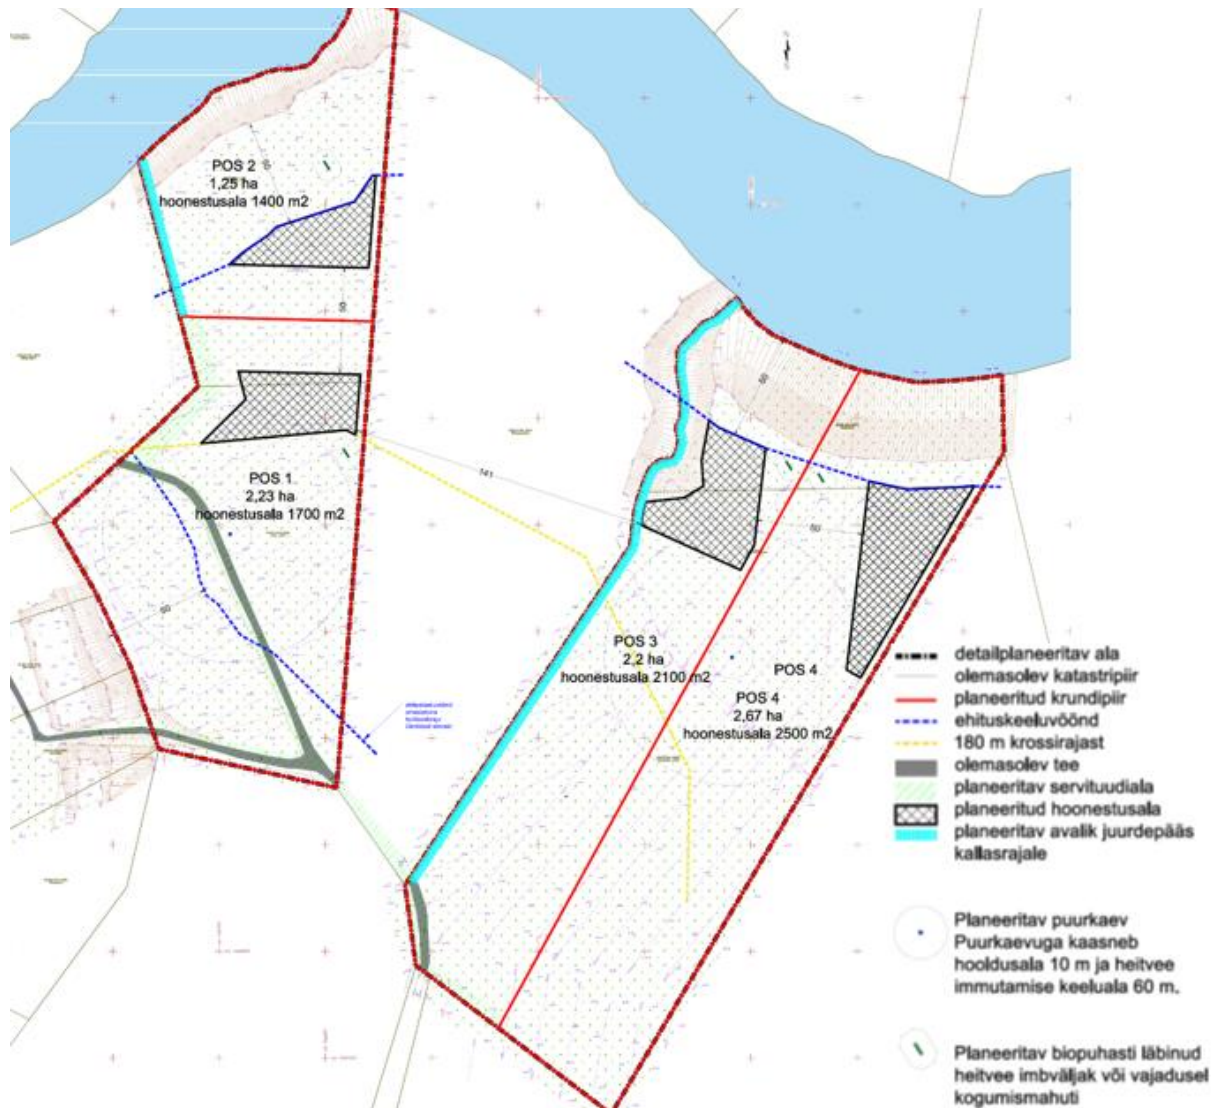 POS 2
1,25 ha
hoonestusala 1400 m2
50
50
POS 1
2,23 ha
hoonestusala 1700 m2
141
50
50
50
POS 3
2,2 ha
hoonestusala 2100 m2
POS 4
POS 4
2,67 ha
hoonestusala 2500 m2
detailplaneeritav ala
olemasolev katastripiir
planeeritud krundipiir
ehituskeeluvöönd
180 m krossirajast
olemasolev tee
planeeritav servituudiala
planeeritud hoonestusala
planeeritav avalik juurdepääs
kallasrajale
Planeeritav puurkaev
Puurkaevuga kaasneb
hooldusala 10 m ja heitvee
immutamise keeluala 60 m.
Planeeritav biopuhasti läbinud
heitvee imbväljak või vajadusel
kogumismahuti